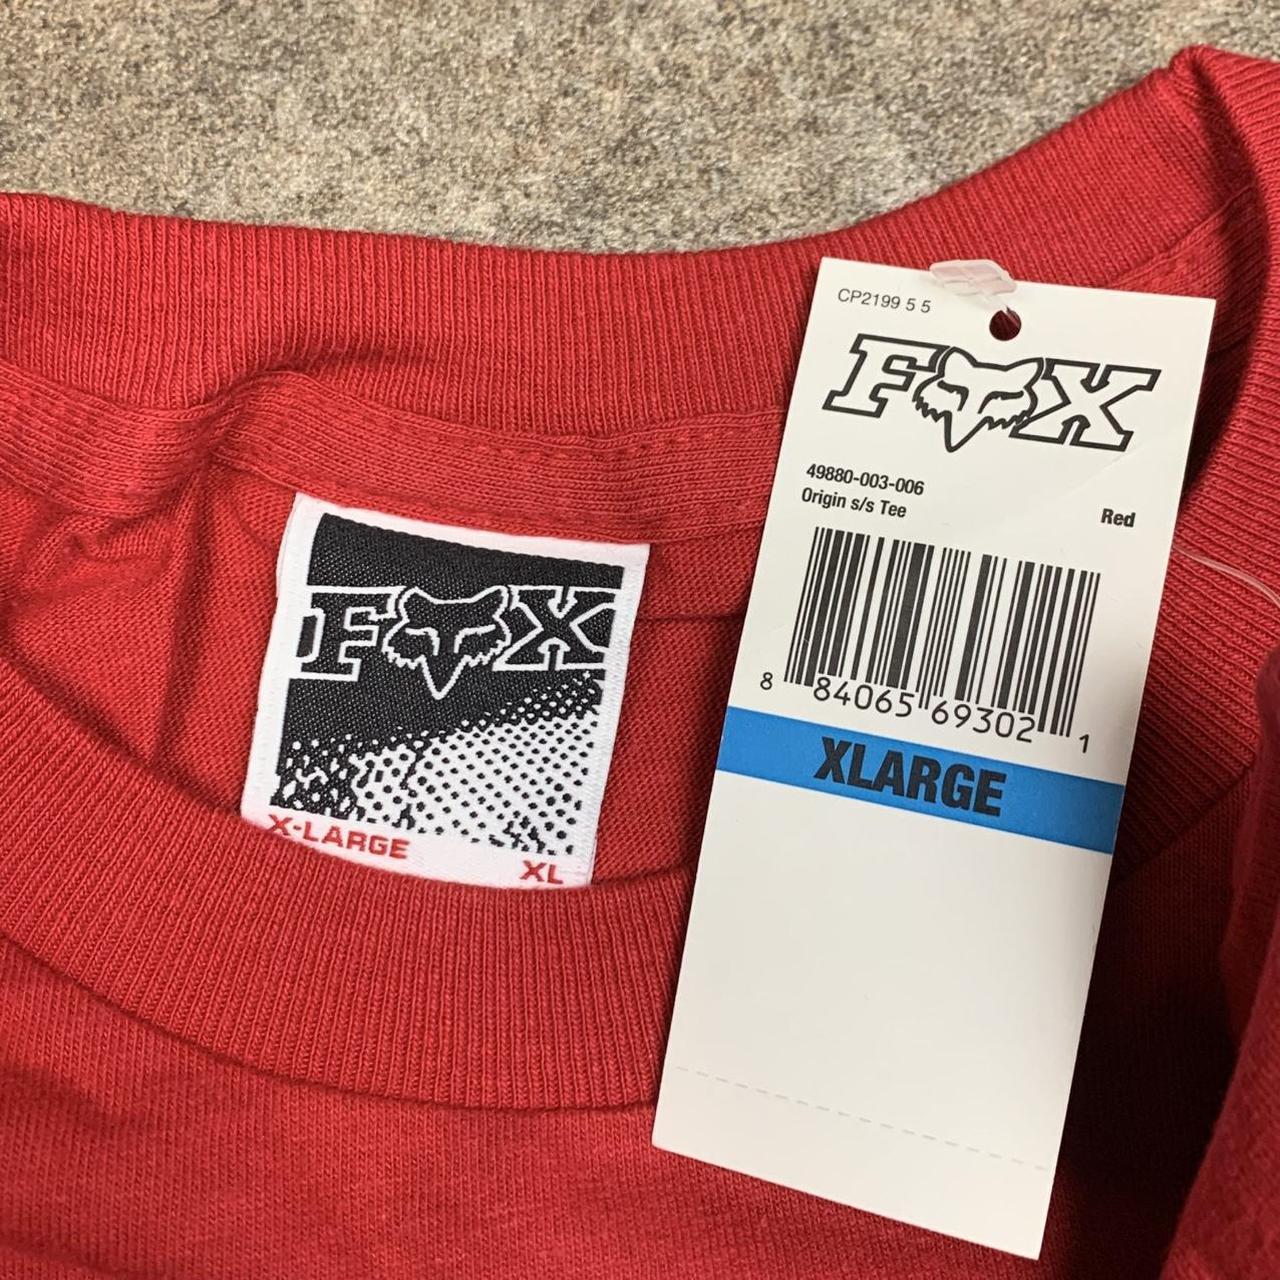 FOX
X-LARGE
XL
CP2199 5 5
FOX
49880-003-006
Origin s/s Tee
Red
8 84065 69302 1
XLARGE